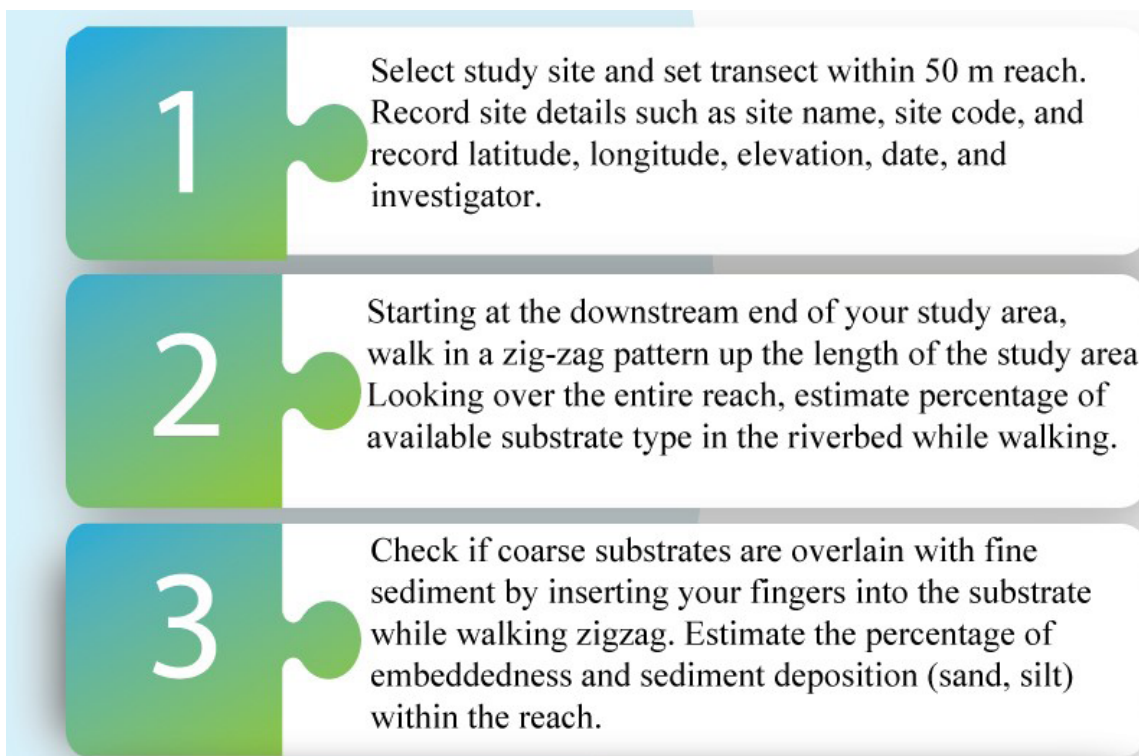 1
Select study site and set transect within 50 m reach.
Record site details such as site name, site code, and
record latitude, longitude, elevation, date, and
investigator.
2
Starting at the downstream end of your study area,
walk in a zig-zag pattern up the length of the study area
Looking over the entire reach, estimate percentage of
available substrate type in the riverbed while walking.
3
Check if coarse substrates are overlain with fine
sediment by inserting your fingers into the substrate
while walking zigzag. Estimate the percentage of
embeddedness and sediment deposition (sand, silt)
within the reach.